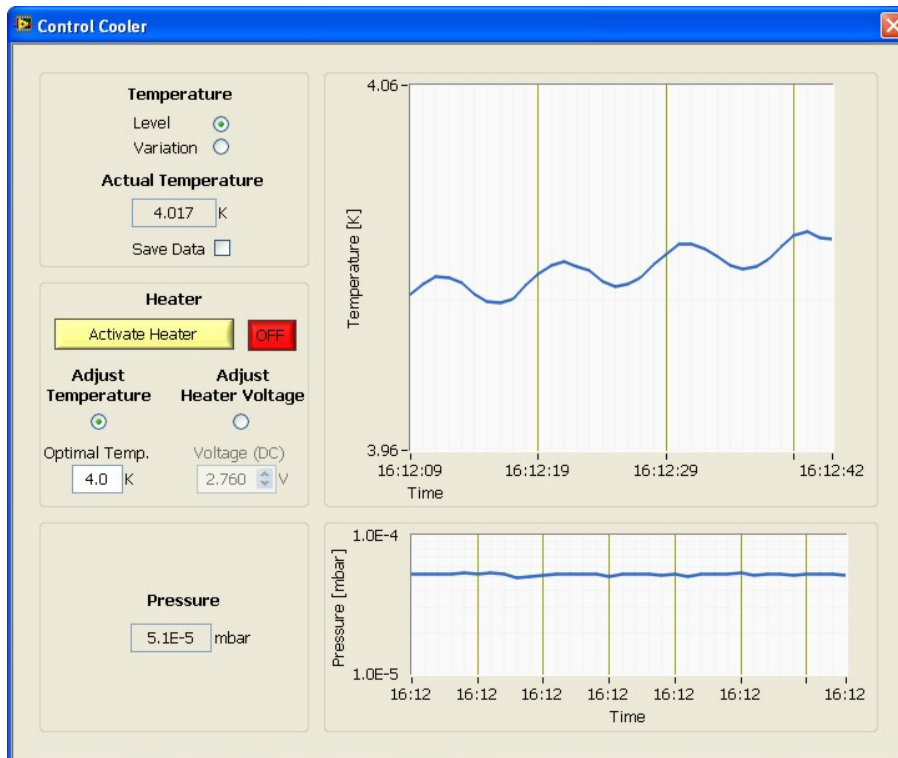 Control Cooler
Temperature
Level
Variation
Actual Temperature
4.017 K
Save Data
Heater
Activate Heater OFF
Adjust Temperature
Adjust Heater Voltage
Optimal Temp.
4.0 K
Voltage (DC)
2.760 V
Pressure
5.1E-5 mbar
4.06
Temperature [K]
3.96
16:12:09 16:12:19 16:12:29 16:12:42
Time
1.0E-4
Pressure [mbar]
1.0E-5
16:12 16:12 16:12 16:12 16:12 16:12 16:12
Time